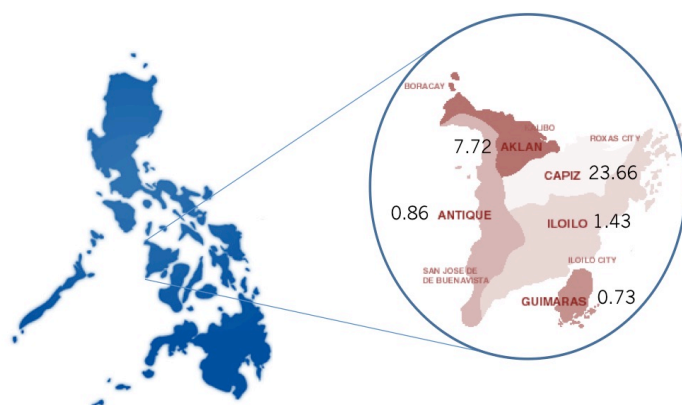 BORACAY
KALIBO
ROXAS CITY
7.72 AKLAN
CAPIZ 23.66
0.86 ANTIQUE
ILOILO 1.43
ILOILO CITY
SAN JOSE DE
DE BUENAVISTA
GUIMARAS 0.73